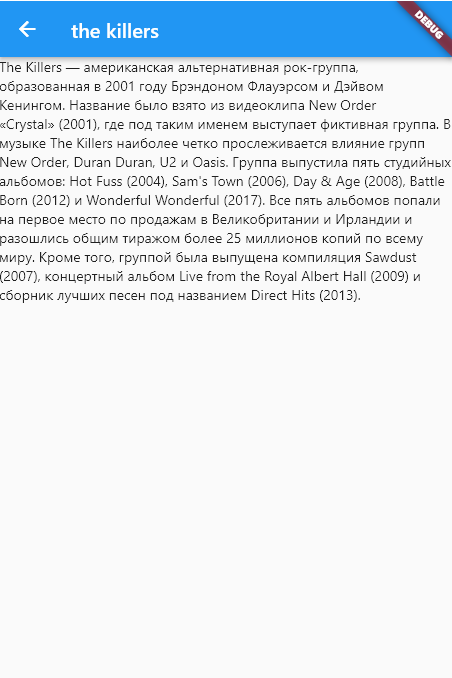 the killers
DEBUG
The Killers — американская альтернативная рок-группа,
образованная в 2001 году Брэндоном Флауэрсом и Дэйвом
Кенингом. Название было взято из видеоклипа New Order
«Crystal» (2001), где под таким именем выступает фиктивная группа. В
музыке The Killers наиболее четко прослеживается влияние групп
New Order, Duran Duran, U2 и Oasis. Группа выпустила пять студийных
альбомов: Hot Fuss (2004), Sam's Town (2006), Day & Age (2008), Battle
Born (2012) и Wonderful Wonderful (2017). Все пять альбомов попали
на первое место по продажам в Великобритании и Ирландии и
разошлись общим тиражом более 25 миллионов копий по всему
миру. Кроме того, группой была выпущена компиляция Sawdust
(2007), концертный альбом Live from the Royal Albert Hall (2009) и
сборник лучших песен под названием Direct Hits (2013).